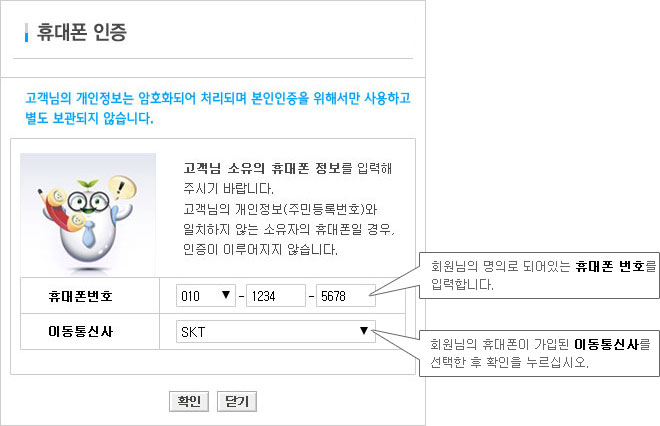 휴대폰 인증
고객님의 개인정보는 암호화되어 처리되며 본인인증을 위해서만 사용하고
별도 보관되지 않습니다.
고객님 소유의 휴대폰 정보를 입력해
주시기 바랍니다.
고객님의 개인정보(주민등록번호)와
일치하지 않는 소유자의 휴대폰일 경우,
인증이 이루어지지 않습니다.
휴대폰번호 010 ▼ - 1234 - 5678
회원님의 명의로 되어있는 휴대폰 번호를
입력합니다.
이동통신사 SKT ▼
회원님의 휴대폰이 가입된 이동통신사를
선택한 후 확인을 누르십시오.
확인 닫기